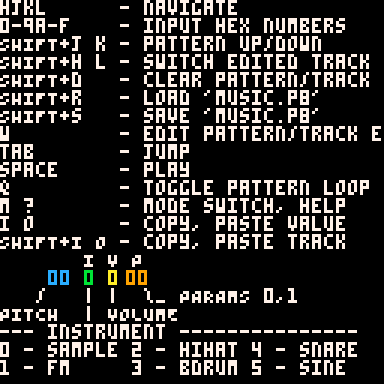 HJKL - NAVIGATE
0-9A-F - INPUT HEX NUMBERS
SHIFT+J K - PATTERN UP/DOWN
SHIFT+H L - SWITCH EDITED TRACK
SHIFT+D - CLEAR PATTERN/TRACK
SHIFT+R - LOAD 'MUSIC.P8'
SHIFT+S - SAVE 'MUSIC.P8'
W - EDIT PATTERN/TRACK E
TAB - JUMP
SPACE - PLAY
Q - TOGGLE PATTERN LOOP
M ? - MODE SWITCH, HELP
I O - COPY, PASTE VALUE
SHIFT+I O - COPY, PASTE TRACK
I V P
00 0 0 00
/ | | \_ PARAMS 0,1
PITCH | VOLUME
--- INSTRUMENT ---------------
0 - SAMPLE 2 - HIHAT 4 - SNARE
1 - FM 3 - BDRUM 5 - SINE